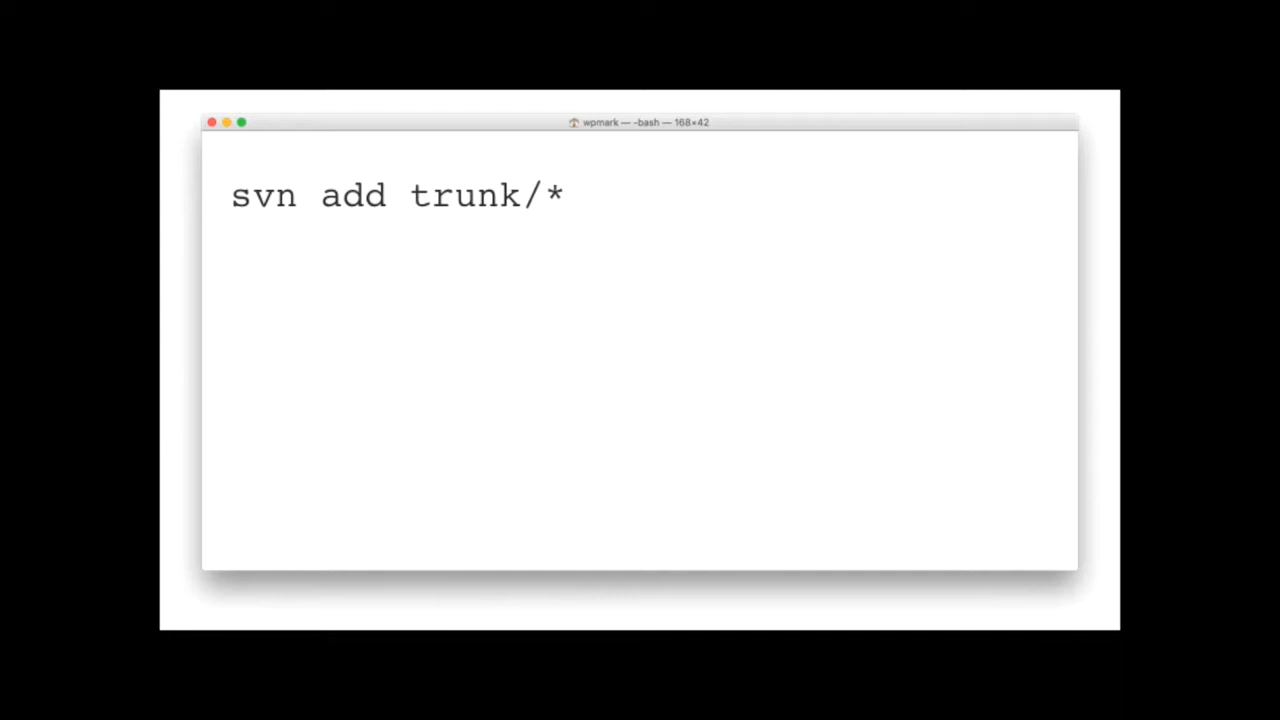 wpmark — -bash — 168×42
svn add trunk/*